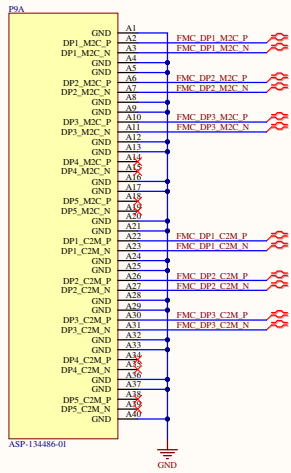 P9A
GND A1
DP1_M2C_P A2 FMC_DP1_M2C_P
DP1_M2C_N A3 FMC_DP1_M2C_N
GND A4
GND A5
DP2_M2C_P A6 FMC_DP2_M2C_P
DP2_M2C_N A7 FMC_DP2_M2C_N
GND A8
GND A9
DP3_M2C_P A10 FMC_DP3_M2C_P
DP3_M2C_N A11 FMC_DP3_M2C_N
GND A12
GND A13
DP4_M2C_P A14
DP4_M2C_N A15
GND A16
GND A17
DP5_M2C_P A18
DP5_M2C_N A19
GND A20
GND A21
DP1_C2M_P A22 FMC_DP1_C2M_P
DP1_C2M_N A23 FMC_DP1_C2M_N
GND A24
GND A25
DP2_C2M_P A26 FMC_DP2_C2M_P
DP2_C2M_N A27 FMC_DP2_C2M_N
GND A28
GND A29
DP3_C2M_P A30 FMC_DP3_C2M_P
DP3_C2M_N A31 FMC_DP3_C2M_N
GND A32
GND A33
DP4_C2M_P A34
DP4_C2M_N A35
GND A36
GND A37
DP5_C2M_P A38
DP5_C2M_N A39
GND A40
ASP-134486-01
GND